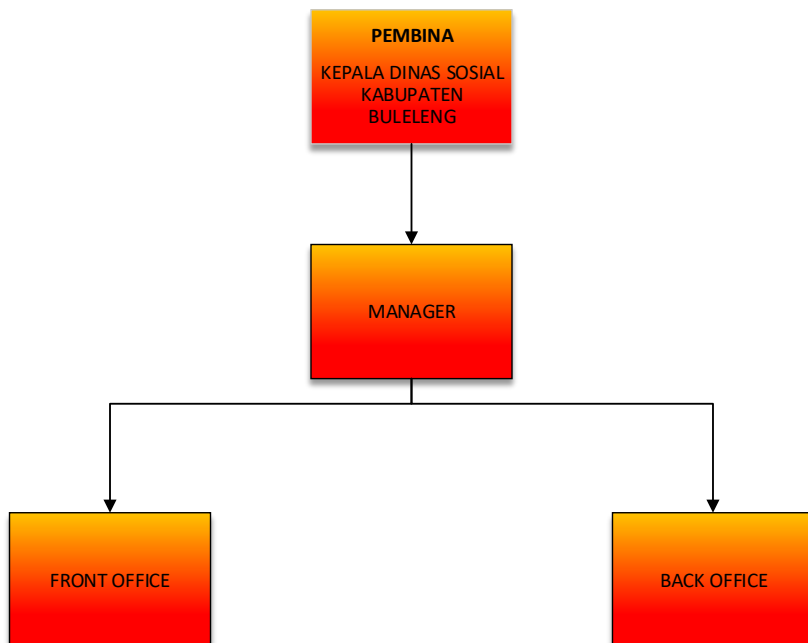 PEMBINA
KEPALA DINAS SOSIAL
KABUPATEN
BULELENG
MANAGER
FRONT OFFICE
BACK OFFICE